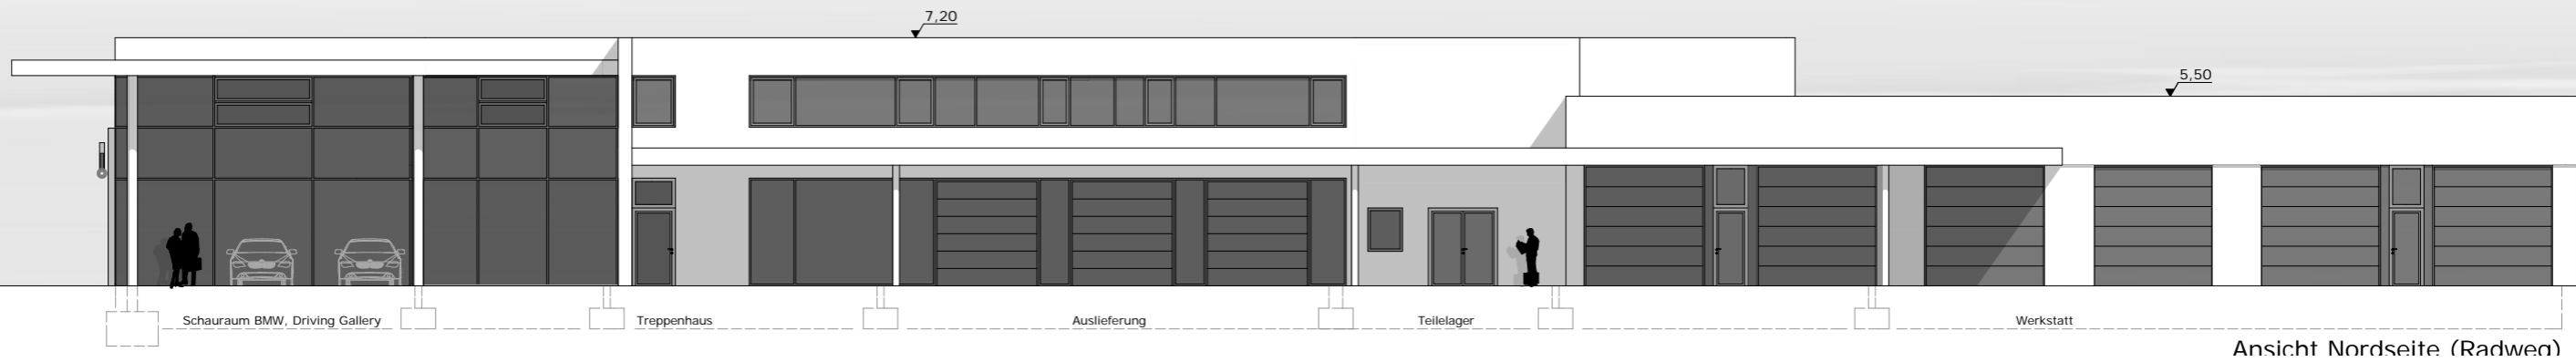 7,20
5,50
Schauraum BMW, Driving Gallery
Treppenhaus
Auslieferung
Teilelager
Werkstatt
Ansicht Nordseite (Radweg)